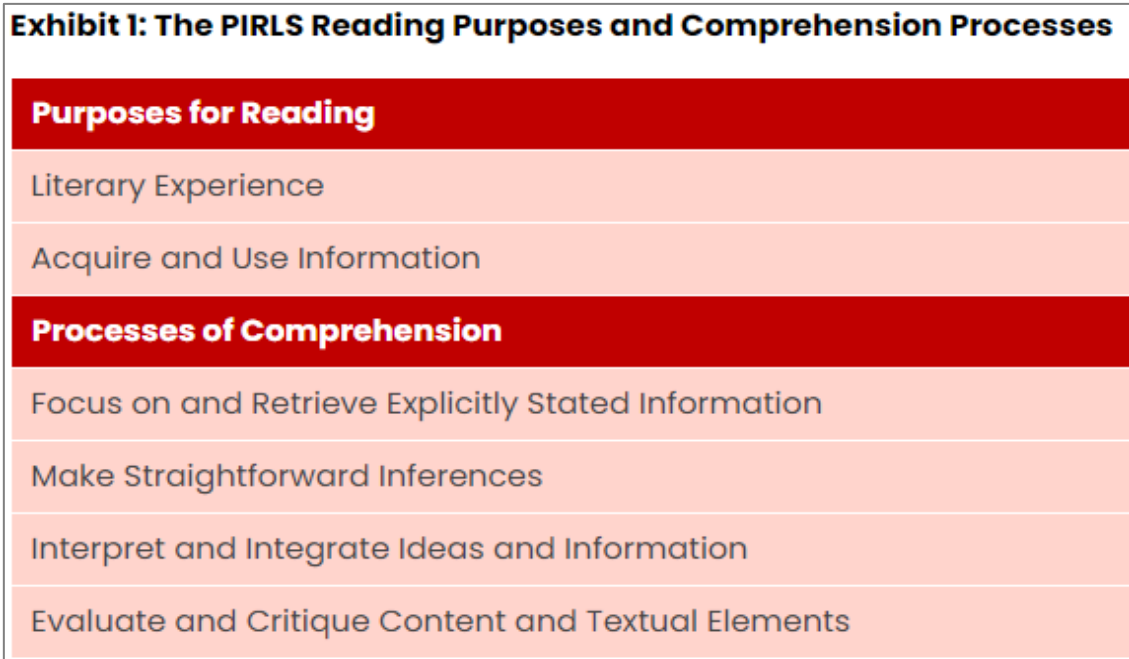 Exhibit 1: The PIRLS Reading Purposes and Comprehension Processes
Purposes for Reading
Literary Experience
Acquire and Use Information
Processes of Comprehension
Focus on and Retrieve Explicitly Stated Information
Make Straightforward Inferences
Interpret and Integrate Ideas and Information
Evaluate and Critique Content and Textual Elements